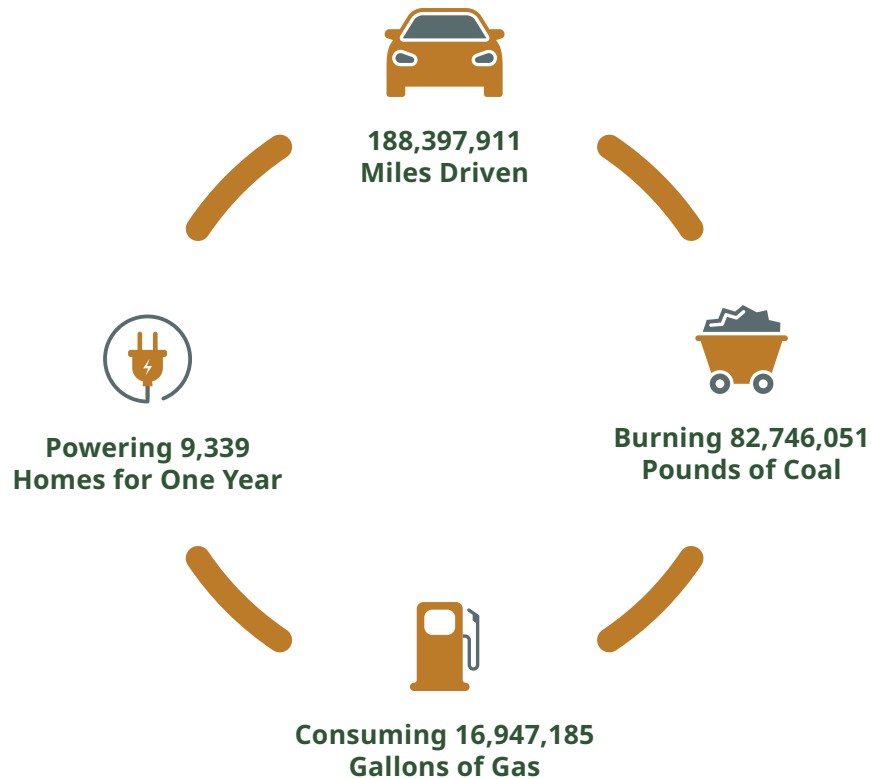 188,397,911
Miles Driven
Powering 9,339
Homes for One Year
Burning 82,746,051
Pounds of Coal
Consuming 16,947,185
Gallons of Gas